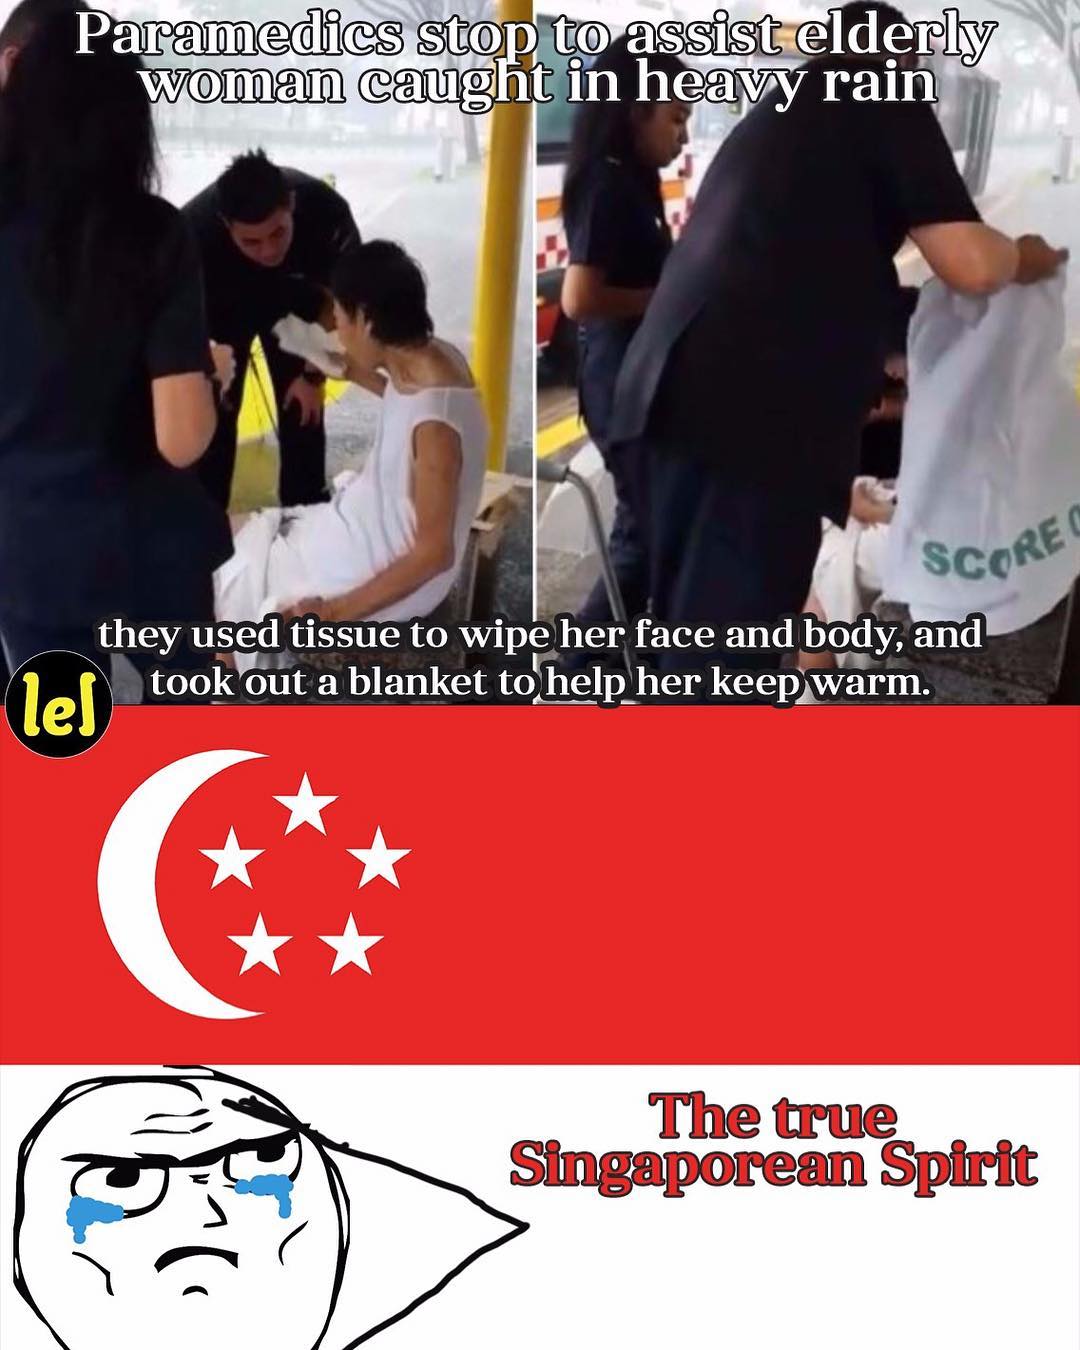 Paramedics stop to assist elderly
woman caught in heavy rain
SCORE
they used tissue to wipe her face and body, and
took out a blanket to help her keep warm.
lel
The true
Singaporean Spirit